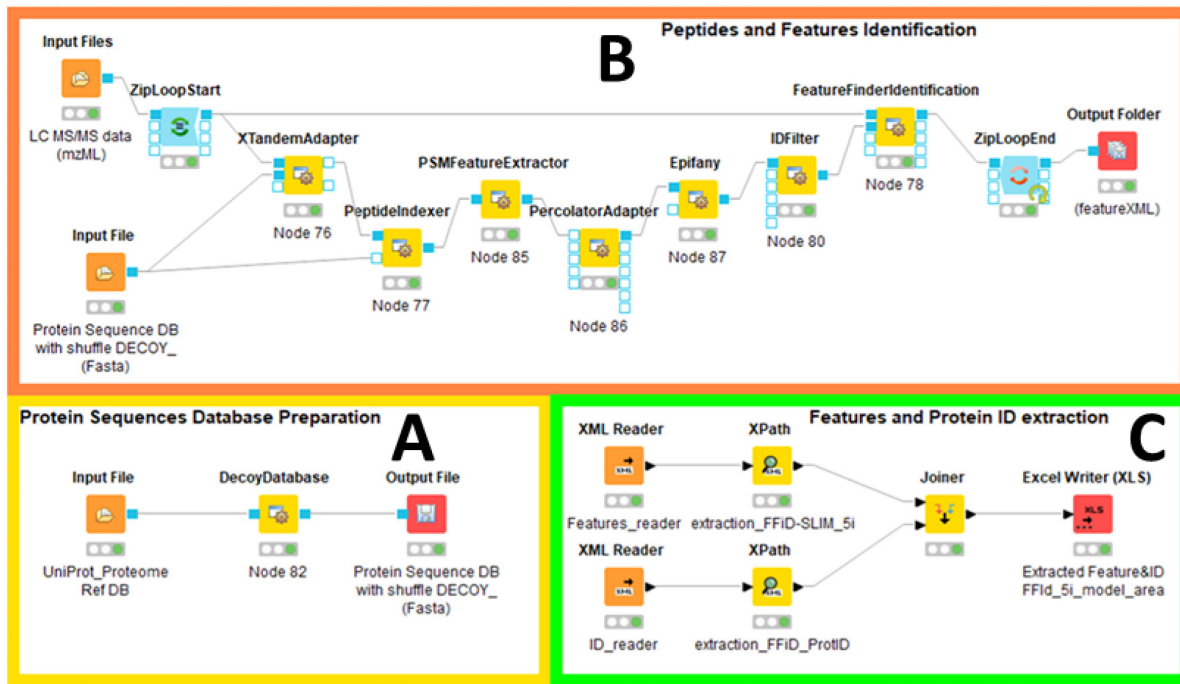 Peptides and Features Identification
B
Input Files
ZipLoopStart
LC MS/MS data
(mzML)
XTandemAdapter
Node 76
PeptideIndexer
Node 77
PSMFeatureExtractor
Node 85
PercolatorAdapter
Node 86
Epifany
Node 87
IDFilter
Node 80
FeatureFinderIdentification
Node 78
ZipLoopEnd
Output Folder
(featureXML)
Input File
Protein Sequence DB
with shuffle DECOY_
(Fasta)
Protein Sequences Database Preparation
A
Input File
UniProt_Proteome
Ref DB
DecoyDatabase
Node 82
Output File
Protein Sequence DB
with shuffle DECOY_
(Fasta)
Features and Protein ID extraction
C
XML Reader
XML
Features_reader
XPath
extraction_FFiD-SLIM_5i
XML Reader
XML
ID_reader
XPath
extraction_FFiD_ProtID
Joiner
Excel Writer (XLS)
XLS
Extracted Feature&ID
FFId_5i_model_area